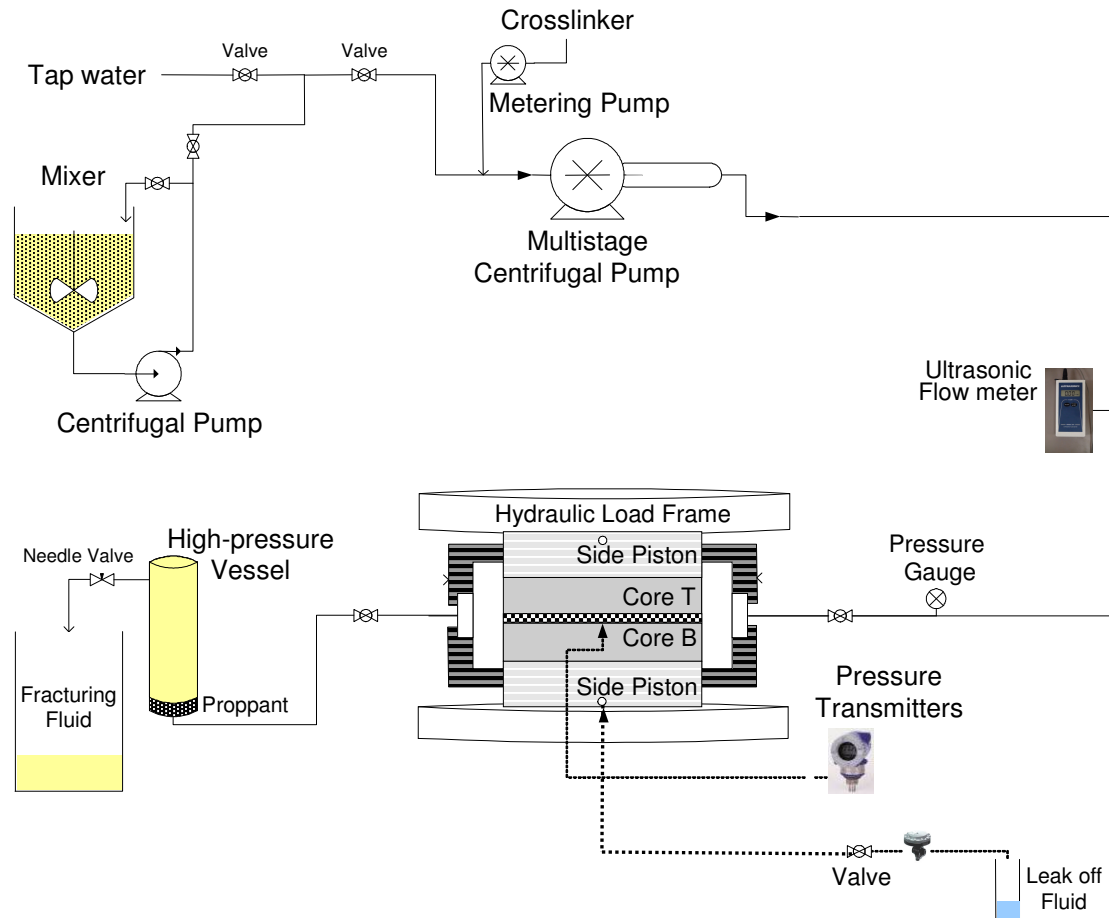 Crosslinker
Valve
Valve
Tap water
Metering Pump
Mixer
Multistage
Centrifugal Pump
Centrifugal Pump
Ultrasonic
Flow meter
Hydraulic Load Frame
High-pressure
Vessel
Needle Valve
Side Piston
Pressure
Gauge
Core T
Core B
Fracturing
Fluid
Proppant
Side Piston
Pressure
Transmitters
Valve
Leak off
Fluid